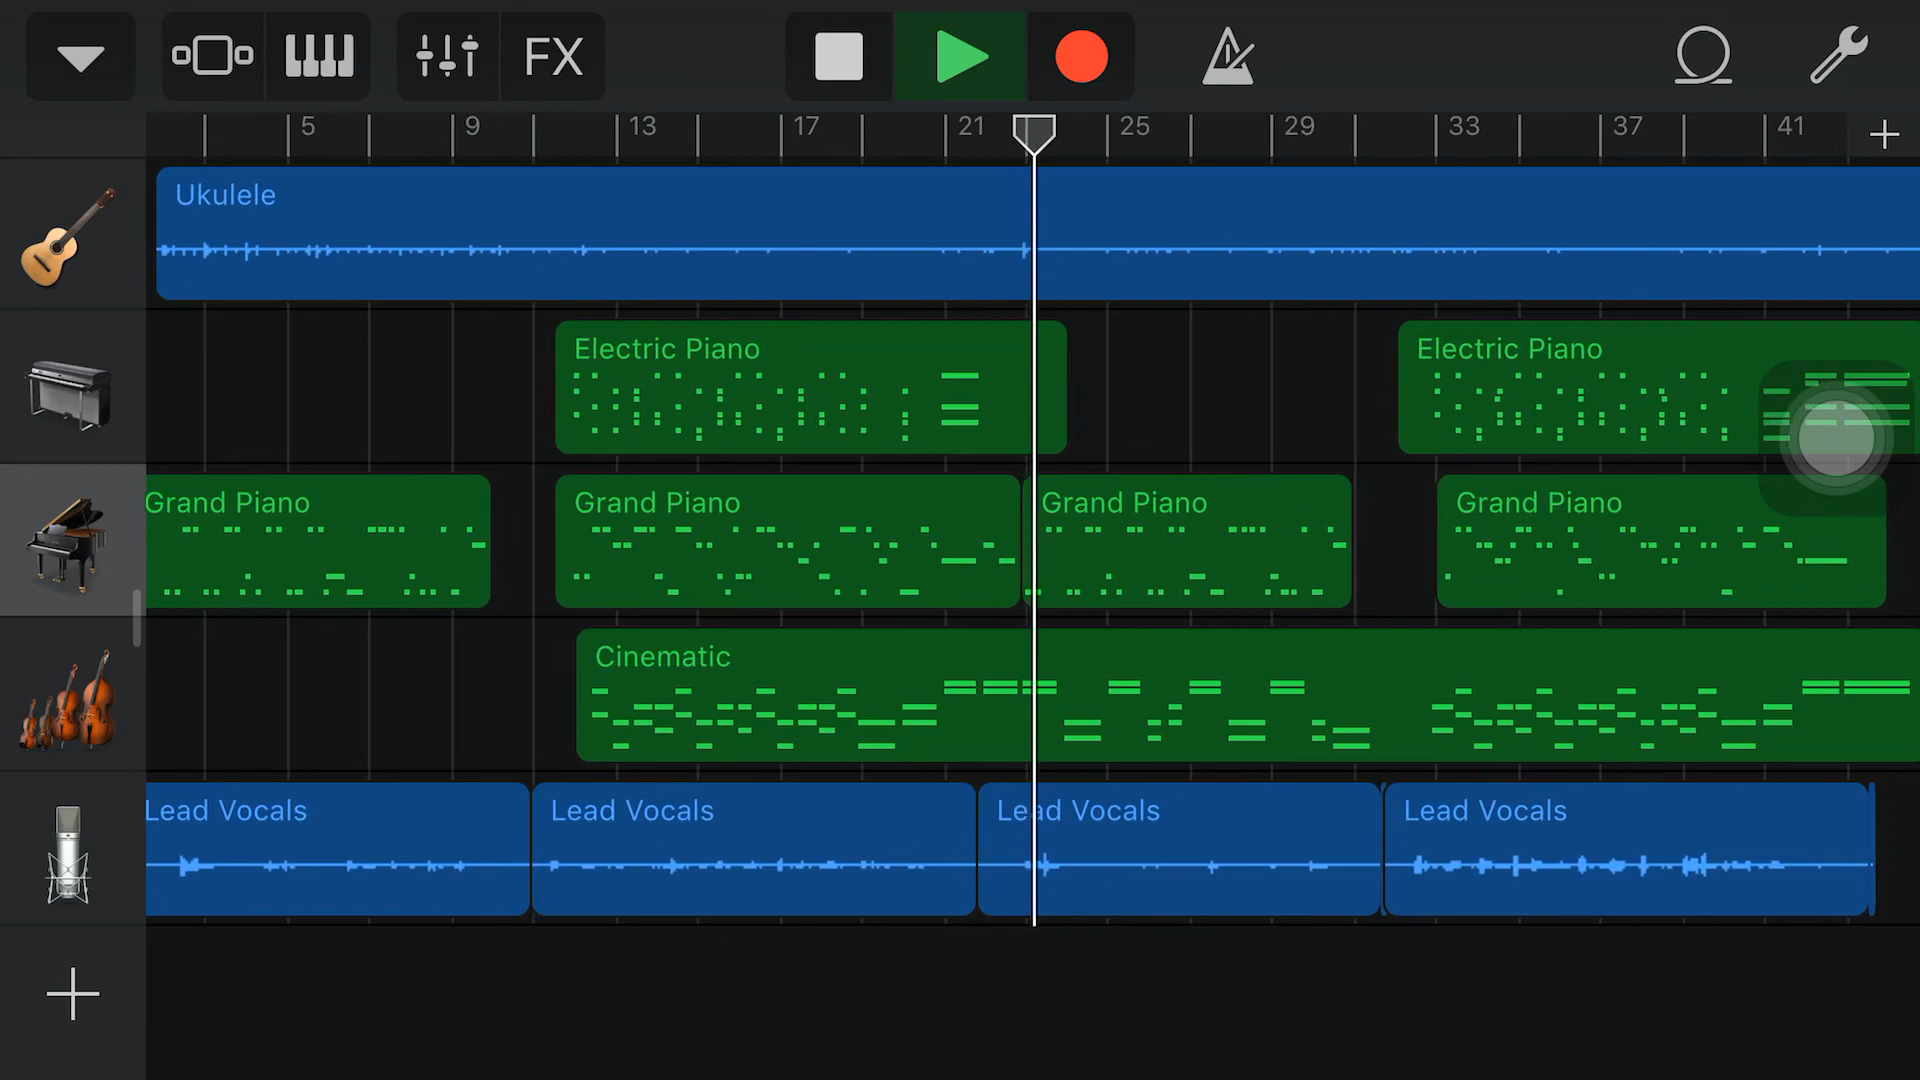 FX
5 9 13 17 21 25 29 33 37 41
Ukulele
Electric Piano Electric Piano
Grand Piano Grand Piano Grand Piano Grand Piano
Cinematic
Lead Vocals Lead Vocals Lead Vocals Lead Vocals